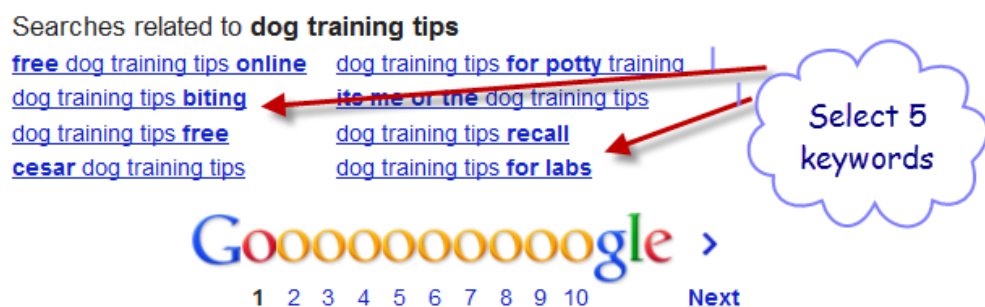 Searches related to dog training tips
free dog training tips online dog training tips for potty training
dog training tips biting its me or the dog training tips
dog training tips free dog training tips recall
cesar dog training tips dog training tips for labs
Select 5
keywords
Goooooooooogle >
1 2 3 4 5 6 7 8 9 10 Next